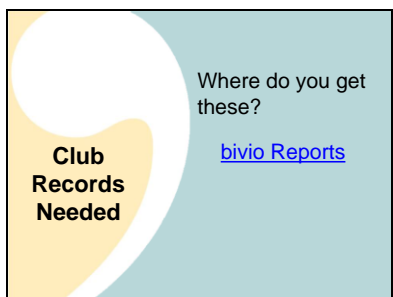 Where do you get
these?
bivio Reports
Club
Records
Needed